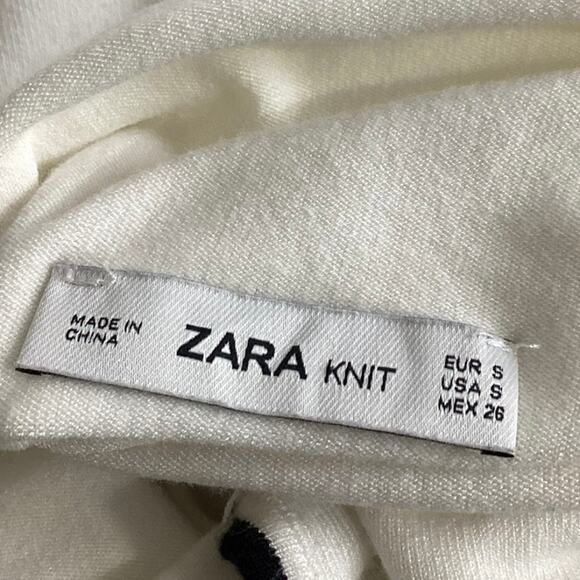 MADE IN
CHINA
ZARA KNIT
EUR S
USA S
MEX 26